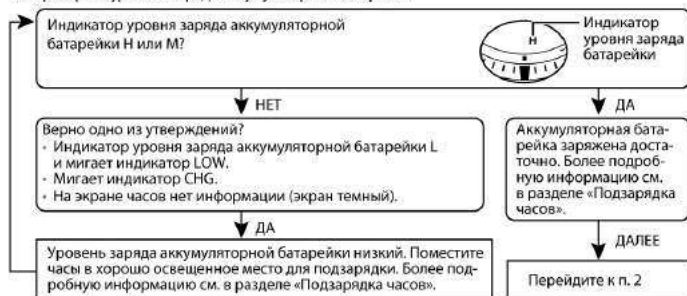 Индикатор уровня заряда аккумуляторной
батарейки H или M?
H
Индикатор
уровня заряда
батарейки
НЕТ
ДА
Верно одно из утверждений?
• Индикатор уровня заряда аккумуляторной батарейки L
и мигает индикатор LOW.
• Мигает индикатор CHG.
• На экране часов нет информации (экран темный).
Аккумуляторная бата-
рейка заряжена доста-
точно. Более подроб-
ную информацию см.
в разделе «Подзарядка
часов».
ДА
ДАЛЕЕ
Уровень заряда аккумуляторной батарейки низкий. Поместите
часы в хорошо освещенное место для подзарядки. Более под-
робную информацию см. в разделе «Подзарядка часов».
Перейдите к п. 2